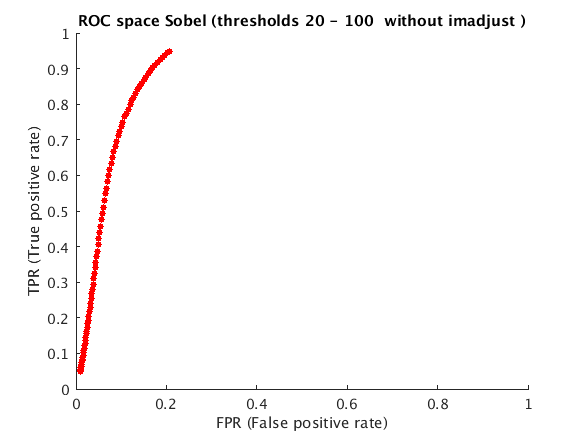 ROC space Sobel (thresholds 20 - 100  without imadjust )
TPR (True positive rate)
1
0.9
0.8
0.7
0.6
0.5
0.4
0.3
0.2
0.1
0
0 0.2 0.4 0.6 0.8 1
FPR (False positive rate)